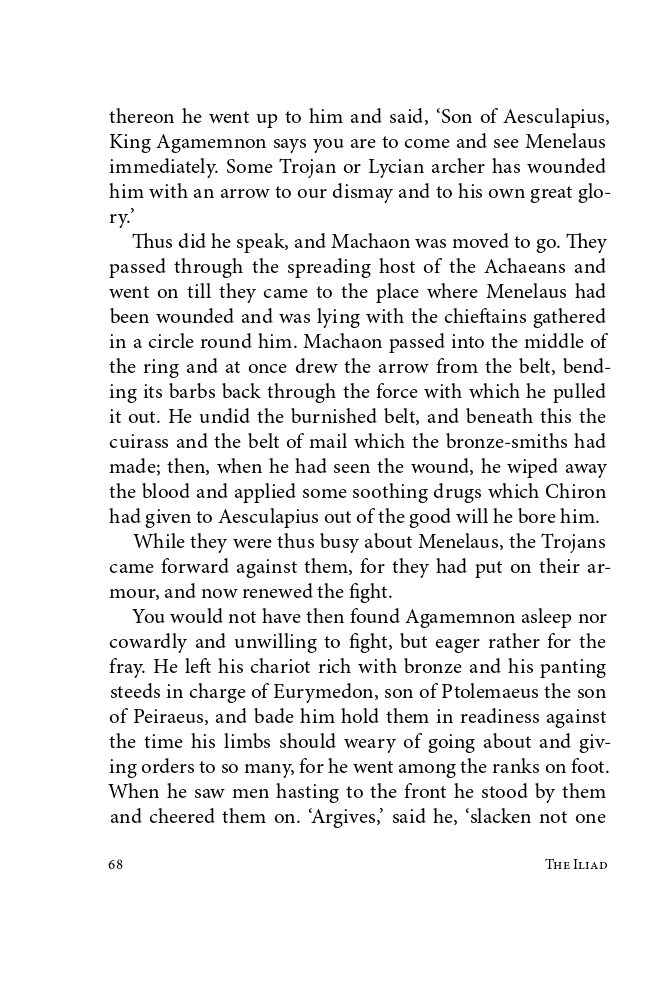 thereon he went up to him and said, ‘Son of Aesculapius,
King Agamemnon says you are to come and see Menelaus
immediately. Some Trojan or Lycian archer has wounded
him with an arrow to our dismay and to his own great glo-
ry.’
Thus did he speak, and Machaon was moved to go. They
passed through the spreading host of the Achaeans and
went on till they came to the place where Menelaus had
been wounded and was lying with the chieftains gathered
in a circle round him. Machaon passed into the middle of
the ring and at once drew the arrow from the belt, bend-
ing its barbs back through the force with which he pulled
it out. He undid the burnished belt, and beneath this the
cuirass and the belt of mail which the bronze-smiths had
made; then, when he had seen the wound, he wiped away
the blood and applied some soothing drugs which Chiron
had given to Aesculapius out of the good will he bore him.
While they were thus busy about Menelaus, the Trojans
came forward against them, for they had put on their ar-
mour, and now renewed the fight.
You would not have then found Agamemnon asleep nor
cowardly and unwilling to fight, but eager rather for the
fray. He left his chariot rich with bronze and his panting
steeds in charge of Eurymedon, son of Ptolemaeus the son
of Peiraeus, and bade him hold them in readiness against
the time his limbs should weary of going about and giv-
ing orders to so many, for he went among the ranks on foot.
When he saw men hasting to the front he stood by them
and cheered them on. ‘Argives,’ said he, ‘slacken not one
68 The Iliad